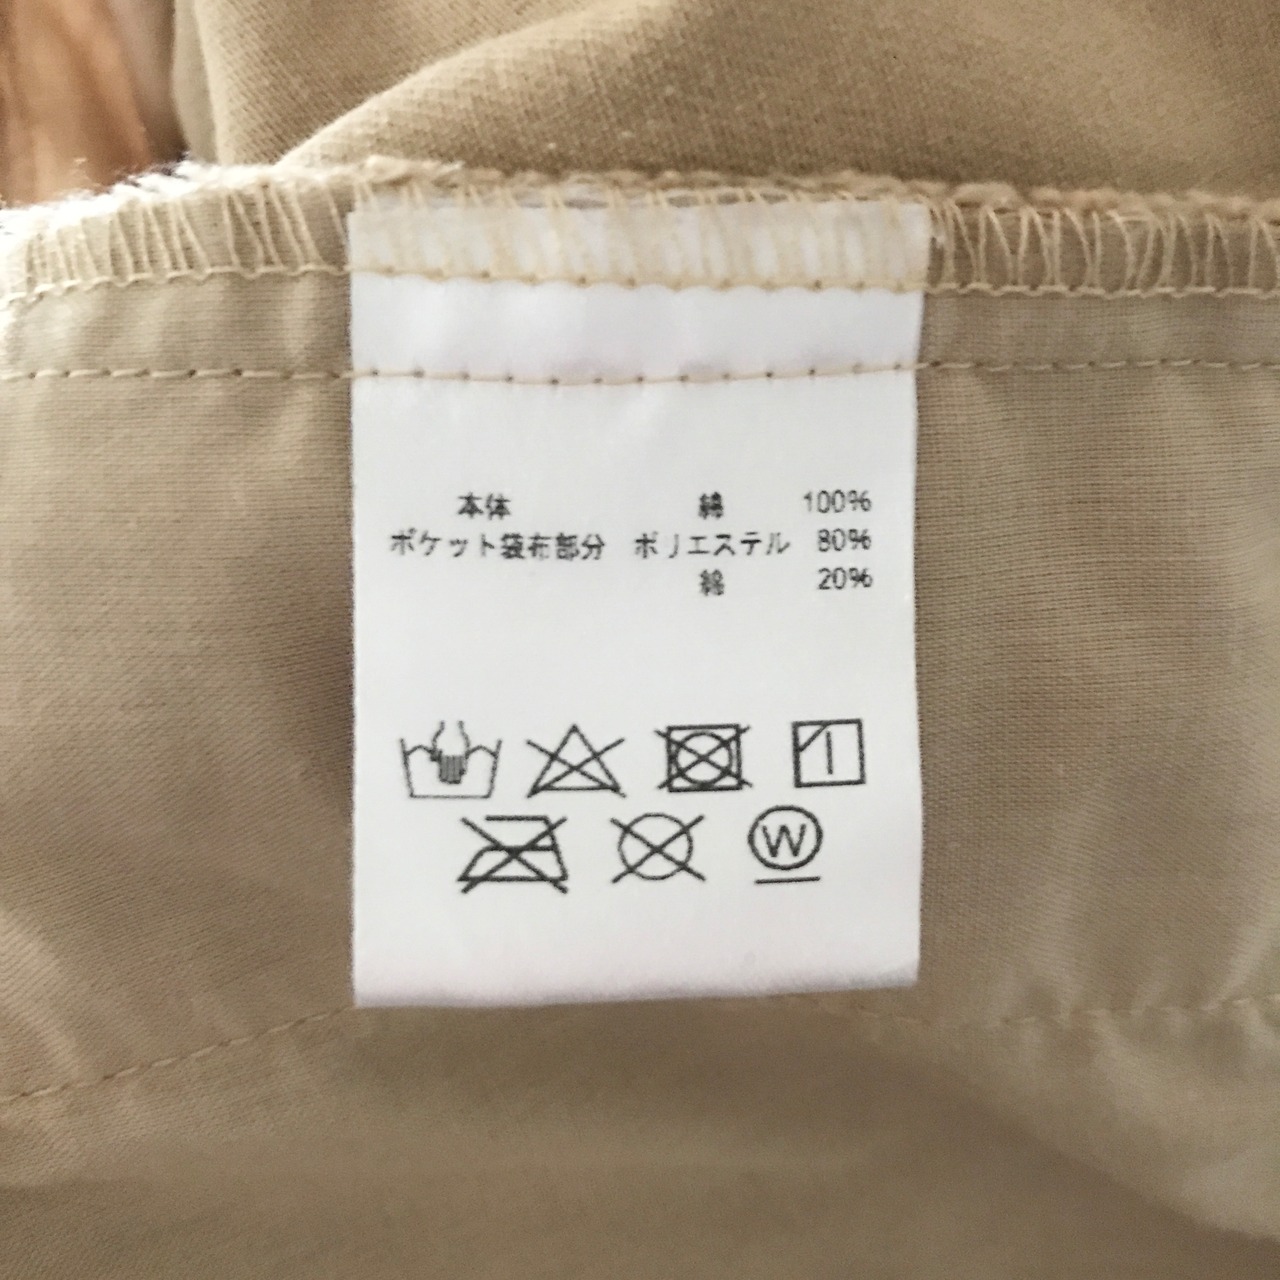 本体 綿 100%
ポケット袋布部分 ポリエステル 80%
綿 20%
W